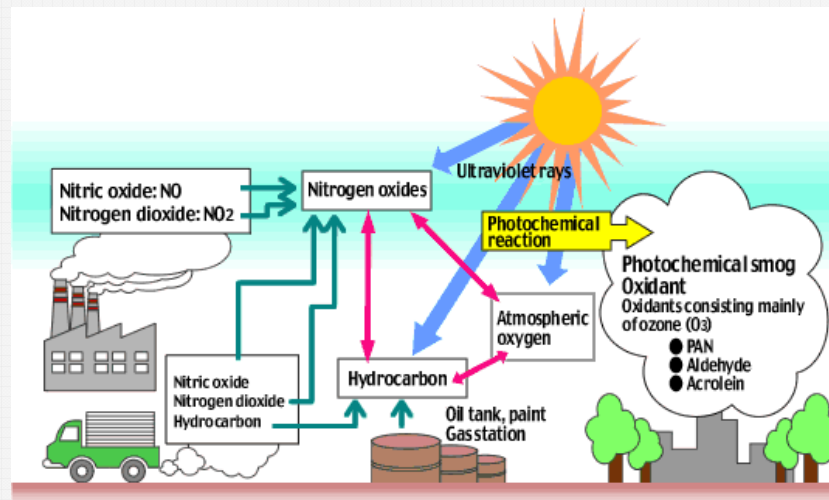 Ultraviolet rays
Nitric oxide: NO
Nitrogen dioxide: NO2
Nitrogen oxides
Photochemical
reaction
Photochemical smog
Oxidant
Oxidants consisting mainly
of ozone (O3)
● PAN
● Aldehyde
● Acrolein
Atmospheric
oxygen
Nitric oxide
Nitrogen dioxide
Hydrocarbon
Hydrocarbon
Oil tank, paint
Gas station